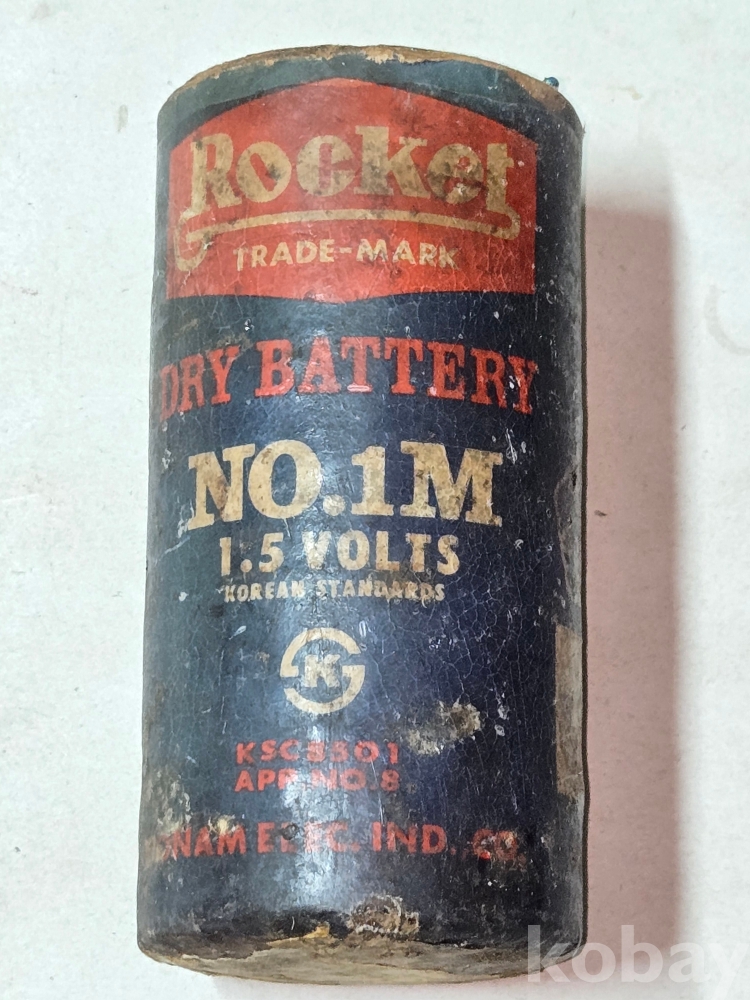 Rocket
TRADE-MARK
DRY BATTERY
NO.1M
1.5 VOLTS
KOREAN STANDARDS
K
KSC8501
APP.NO.8
ELEC. IND. CO.
kobay